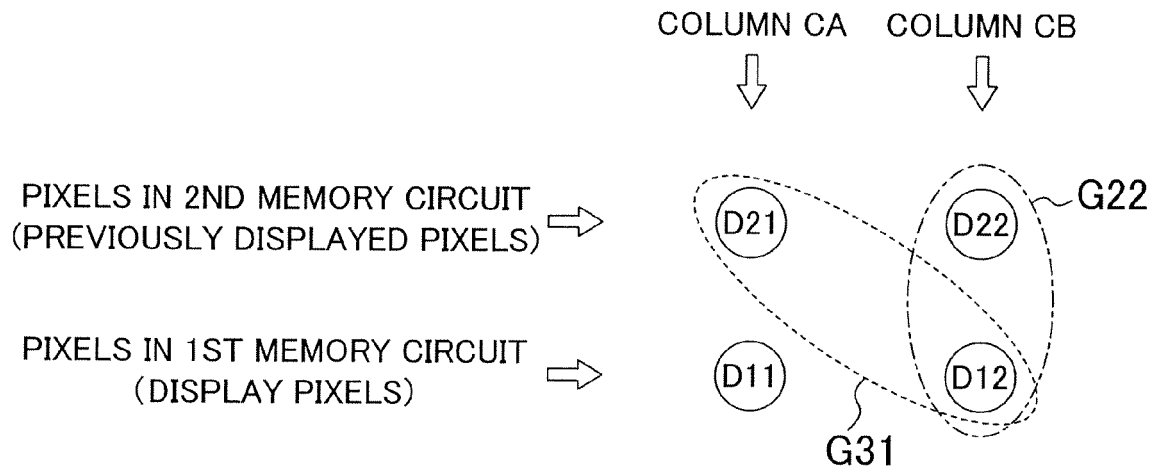 COLUMN CA COLUMN CB
PIXELS IN 2ND MEMORY CIRCUIT
(PREVIOUSLY DISPLAYED PIXELS)
D21 D22 G22
PIXELS IN 1ST MEMORY CIRCUIT
(DISPLAY PIXELS)
D11 D12
G31